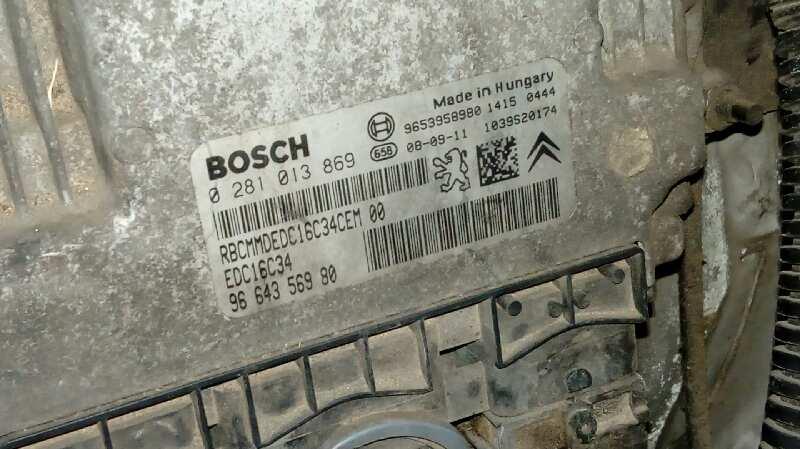 Made in Hungary
9653958980 1415 0444
658 08-09-11 1039S20174
BOSCH
0 281 013 869
RBCMMDEDC16C34CEM 00
EDC16C34
96 643 569 80